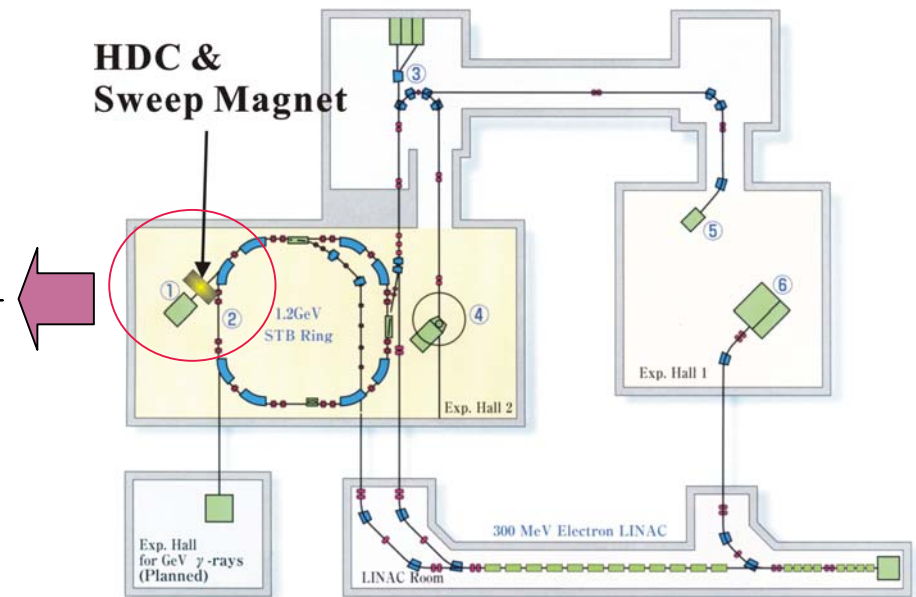 HDC &
Sweep Magnet
③
①
②
1.2GeV
STB Ring
④
⑤
⑥
Exp. Hall 1
Exp. Hall 2
300 MeV Electron LINAC
Exp. Hall
for GeV γ-rays
(Planned)
LINAC Room